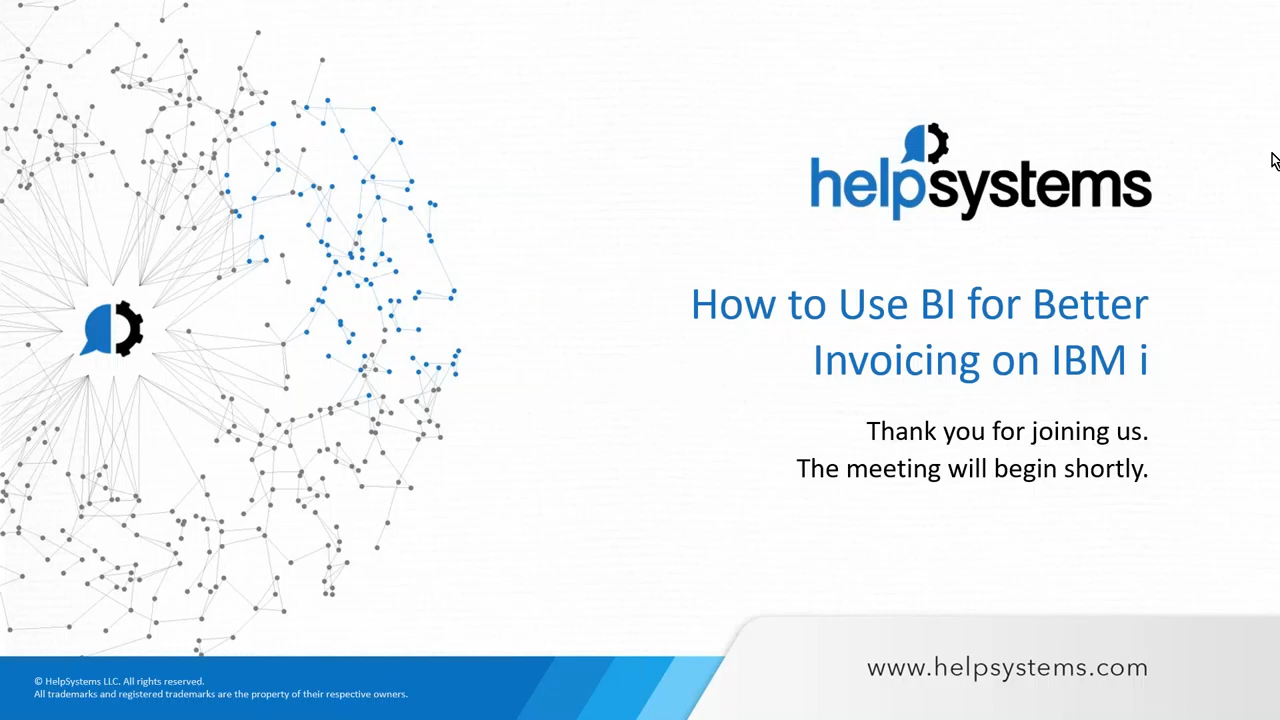 helpsystems
How to Use BI for Better
Invoicing on IBM i
Thank you for joining us.
The meeting will begin shortly.
www.helpsystems.com
© HelpSystems LLC. All rights reserved.
All trademarks and registered trademarks are the property of their respective owners.